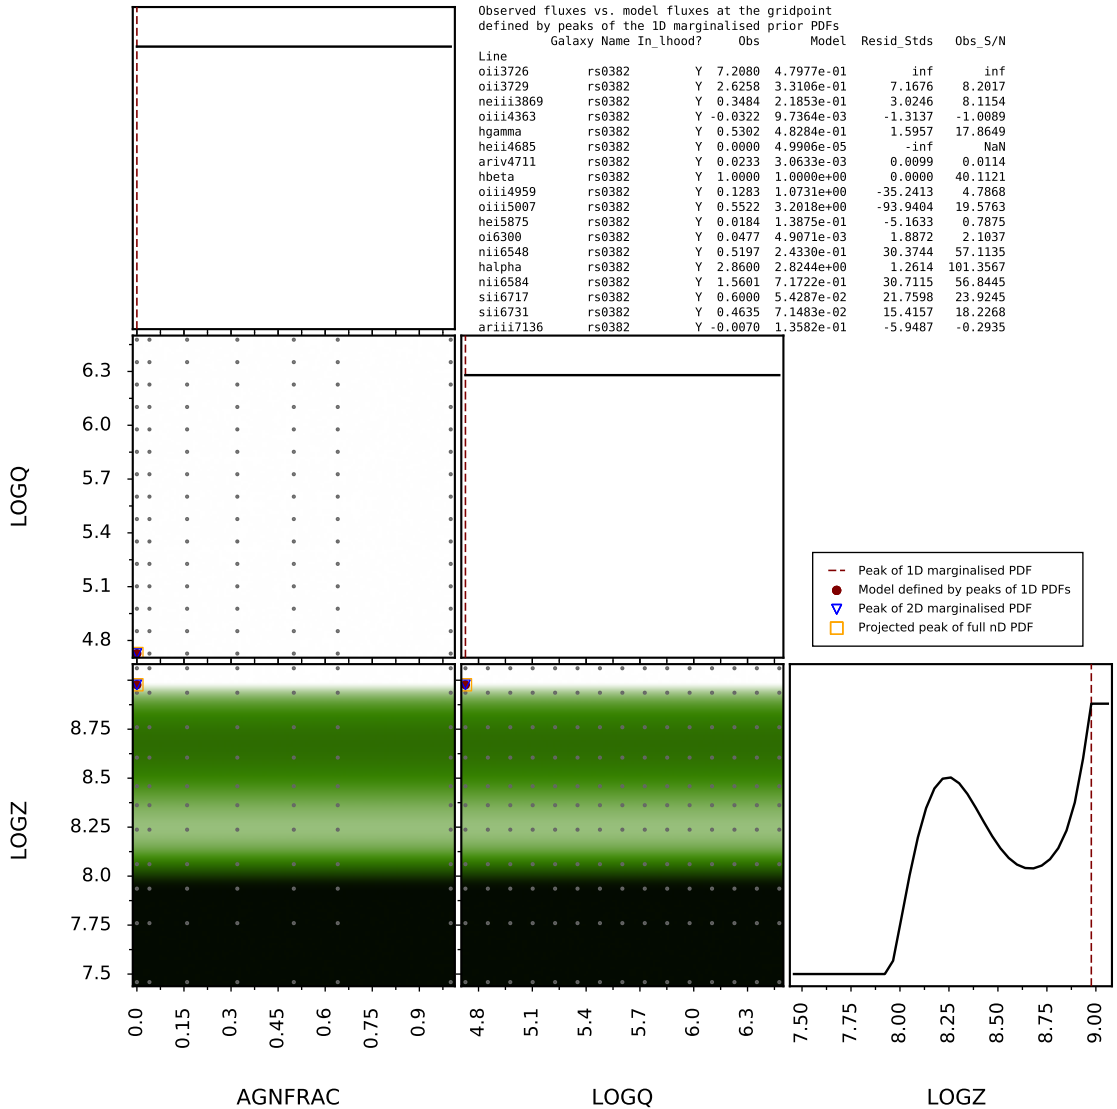 Observed fluxes vs. model fluxes at the gridpoint
defined by peaks of the 1D marginalised prior PDFs
Galaxy Name In_lhood? Obs Model Resid_Stds Obs_S/N
Line
oii3726 rs0382 Y 7.2080 4.7977e-01 inf inf
oii3729 rs0382 Y 2.6258 3.3106e-01 7.1676 8.2017
neiii3869 rs0382 Y 0.3484 2.1853e-01 3.0246 8.1154
oiii4363 rs0382 Y -0.0322 9.7364e-03 -1.3137 -1.0089
hgamma rs0382 Y 0.5302 4.8284e-01 1.5957 17.8649
heii4685 rs0382 Y 0.0000 4.9906e-05 -inf NaN
ariv4711 rs0382 Y 0.0233 3.0633e-03 0.0099 0.0114
hbeta rs0382 Y 1.0000 1.0000e+00 0.0000 40.1121
oiii4959 rs0382 Y 0.1283 1.0731e+00 -35.2413 4.7868
oiii5007 rs0382 Y 0.5522 3.2018e+00 -93.9404 19.5763
hei5875 rs0382 Y 0.0184 1.3875e-01 -5.1633 0.7875
oi6300 rs0382 Y 0.0477 4.9071e-03 1.8872 2.1037
nii6548 rs0382 Y 0.5197 2.4330e-01 30.3744 57.1135
halpha rs0382 Y 2.8600 2.8244e+00 1.2614 101.3567
nii6584 rs0382 Y 1.5601 7.1722e-01 30.7115 56.8445
sii6717 rs0382 Y 0.6000 5.4287e-02 21.7598 23.9245
sii6731 rs0382 Y 0.4635 7.1483e-02 15.4157 18.2268
ariii7136 rs0382 Y -0.0070 1.3582e-01 -5.9487 -0.2935
LOGQ
6.3
6.0
5.7
5.4
5.1
4.8
Peak of 1D marginalised PDF
Model defined by peaks of 1D PDFs
Peak of 2D marginalised PDF
Projected peak of full nD PDF
LOGZ
8.75
8.5
8.25
8.0
7.75
7.5
0.0 0.15 0.3 0.45 0.6 0.75 0.9
4.8 5.1 5.4 5.7 6.0 6.3
7.50 7.75 8.00 8.25 8.50 8.75 9.00
AGNFRAC LOGQ LOGZ